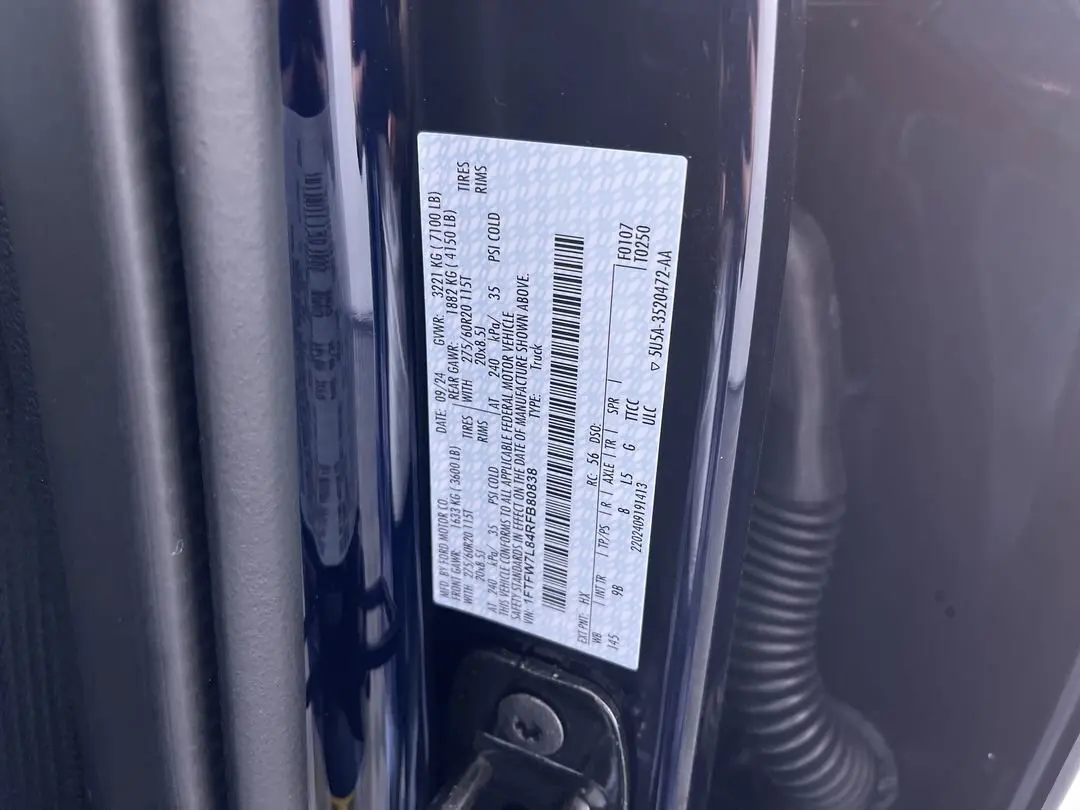 MFD. BY FORD MOTOR CO. DATE: 09/24 GVWR: 3221 KG ( 7100 LB)
FRONT GAWR: 1633 KG ( 3600 LB) REAR GAWR: 1882 KG ( 4150 LB)
WITH 275/60R20 115T TIRES WITH 275/60R20 115T TIRES
20x8.5J RIMS 20x8.5J RIMS
AT 240 kPa/ 35 PSI COLD AT 240 kPa/ 35 PSI COLD
THIS VEHICLE CONFORMS TO ALL APPLICABLE FEDERAL MOTOR VEHICLE
SAFETY STANDARDS IN EFFECT ON THE DATE OF MANUFACTURE SHOWN ABOVE.
VIN: 1FTFW7L84RFB80838 TYPE: Truck
EXT PNT: HX RC: 56 DSO: F0107
WB | INT TR | TP/PS | R | AXLE | TR | SPR | T0250
145 9B 8 L5 G TTCC
2202409191413 ULC
▽ 5U5A-3520472-AA